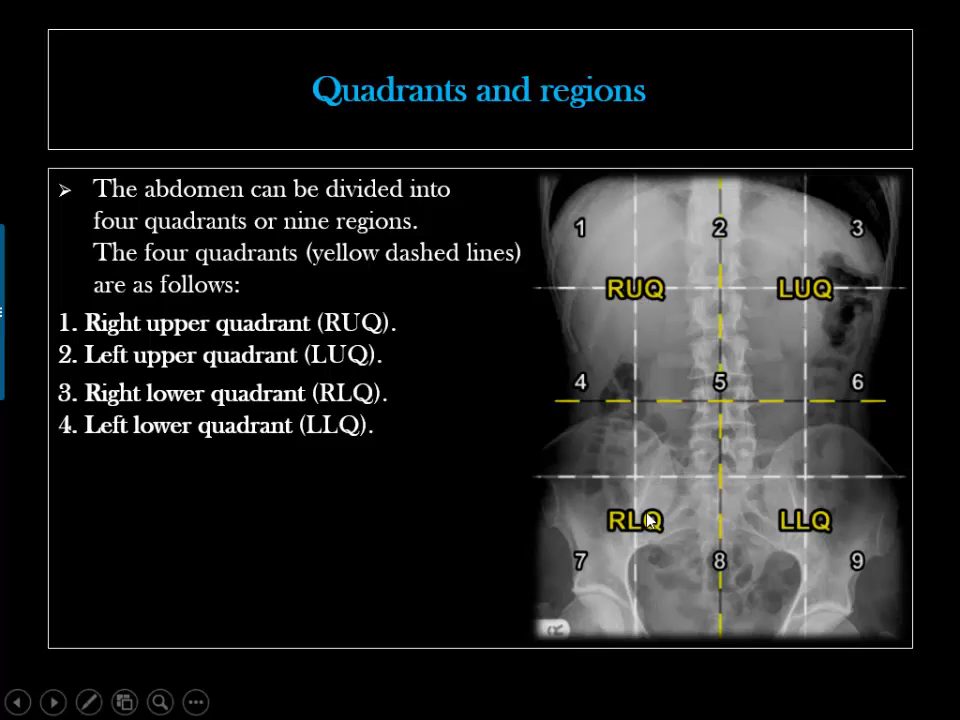 Quadrants and regions
➢ The abdomen can be divided into
four quadrants or nine regions.
The four quadrants (yellow dashed lines)
are as follows:
1. Right upper quadrant (RUQ).
2. Left upper quadrant (LUQ).
3. Right lower quadrant (RLQ).
4. Left lower quadrant (LLQ).
1 2 3
RUQ LUQ
4 5 6
RLQ LLQ
7 8 9
R